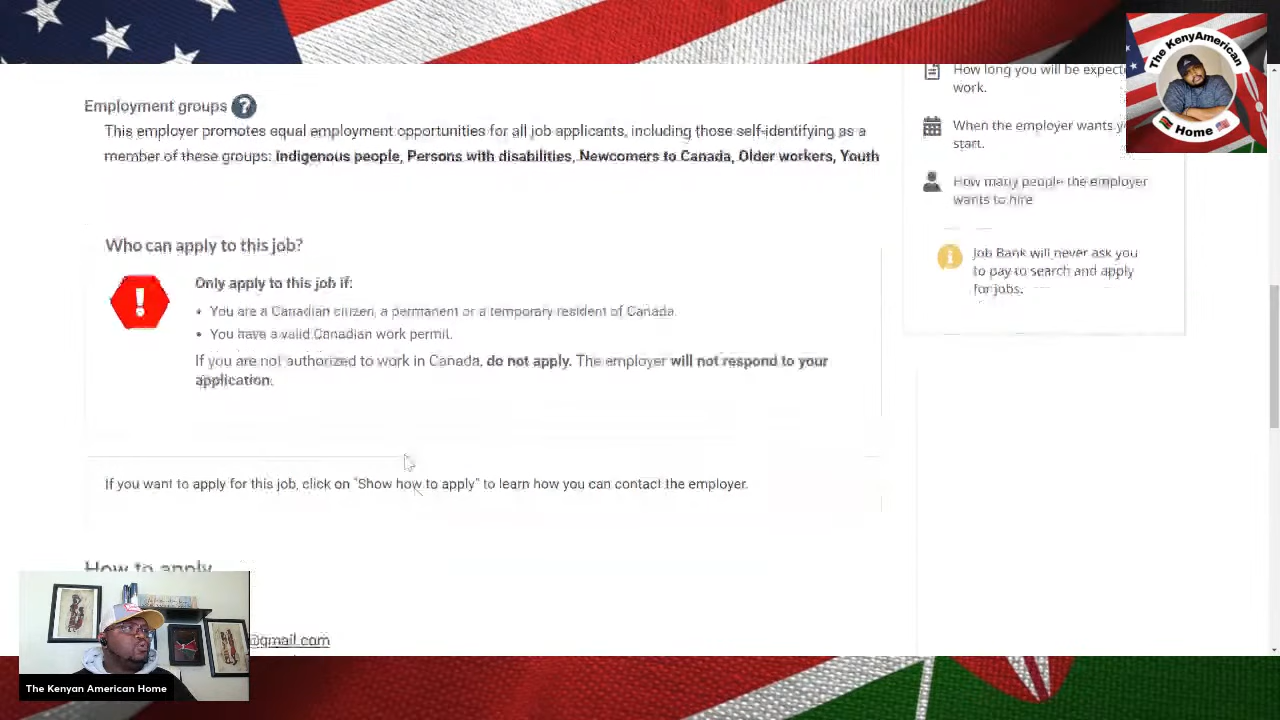 Employment groups ?
This employer promotes equal employment opportunities for all job applicants, including those self-identifying as a
member of these groups: Indigenous people, Persons with disabilities, Newcomers to Canada, Older workers, Youth
Who can apply to this job?
Only apply to this job if:
• You are a Canadian citizen, a permanent or a temporary resident of Canada.
• You have a valid Canadian work permit.
If you are not authorized to work in Canada, do not apply. The employer will not respond to your
application.
If you want to apply for this job, click on "Show how to apply" to learn how you can contact the employer.
How to apply
@gmail.com
How long you will be
work.
When the employer wants
start.
How many people the employer
wants to hire
Job Bank will never ask you
to pay to search and apply
for jobs.
The KenyAmerican
Home
The Kenyan American Home